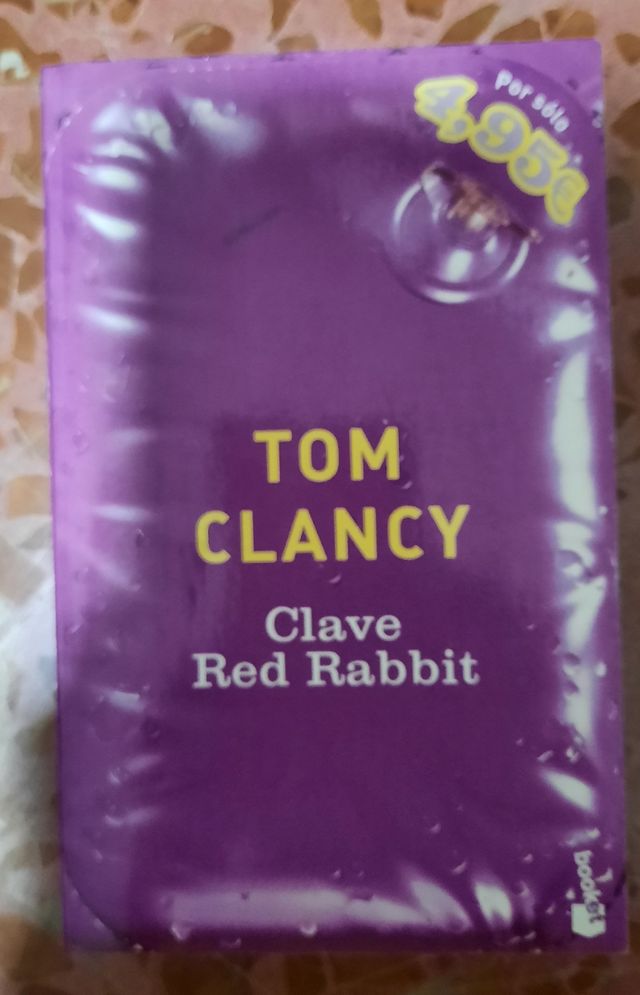 Por sólo
4,95€
TOM
CLANCY
Clave
Red Rabbit
booket